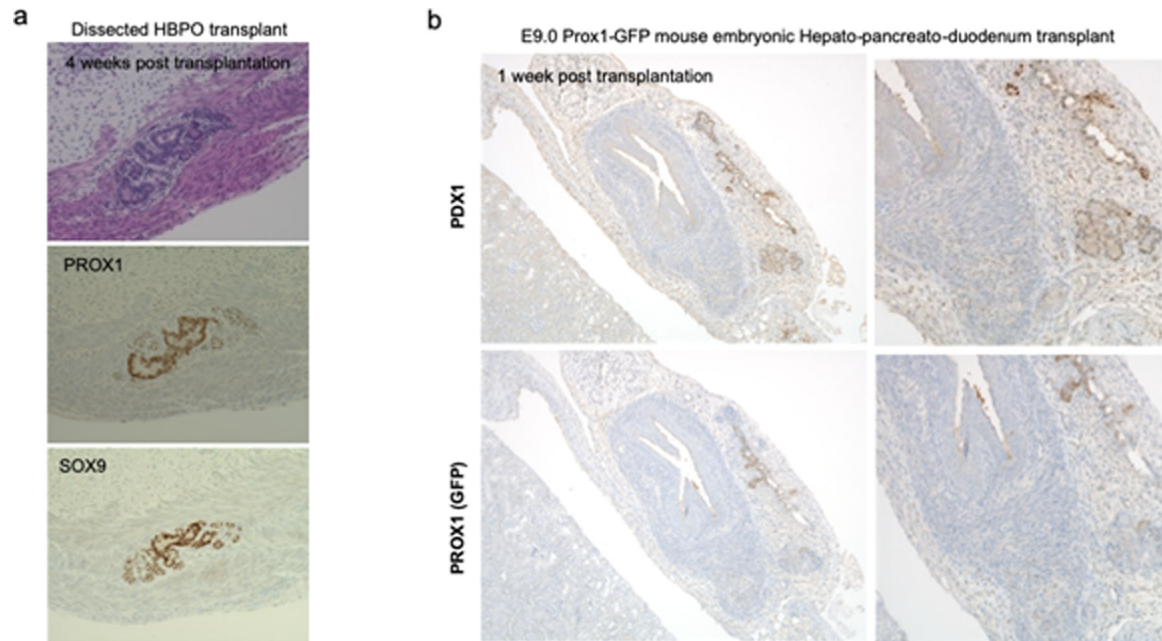 a
Dissected HBPO transplant
4 weeks post transplantation
PROX1
SOX9
b
E9.0 Prox1-GFP mouse embryonic Hepato-pancreato-duodenum transplant
1 week post transplantation
PDX1
PROX1 (GFP)